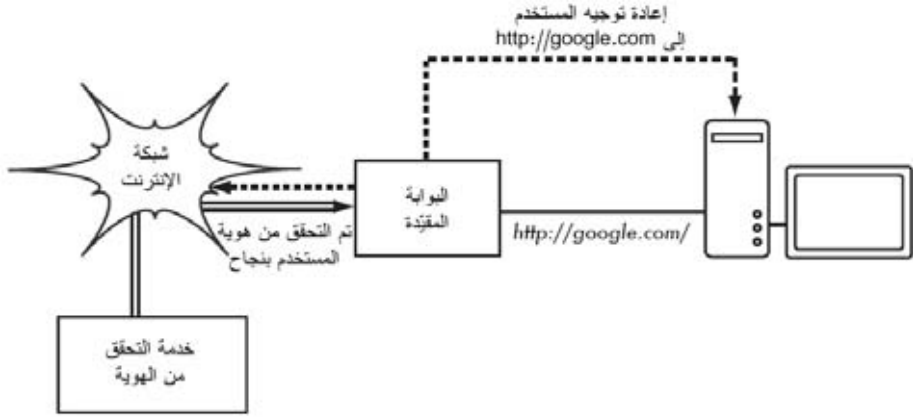 إعادة توجيه المستخدم
إلى http://google.com
شبكة
الإنترنت
البوابة
المقيّدة
http://google.com/
تم التحقق من هوية
المستخدم بنجاح
خدمة التحقق
من الهوية